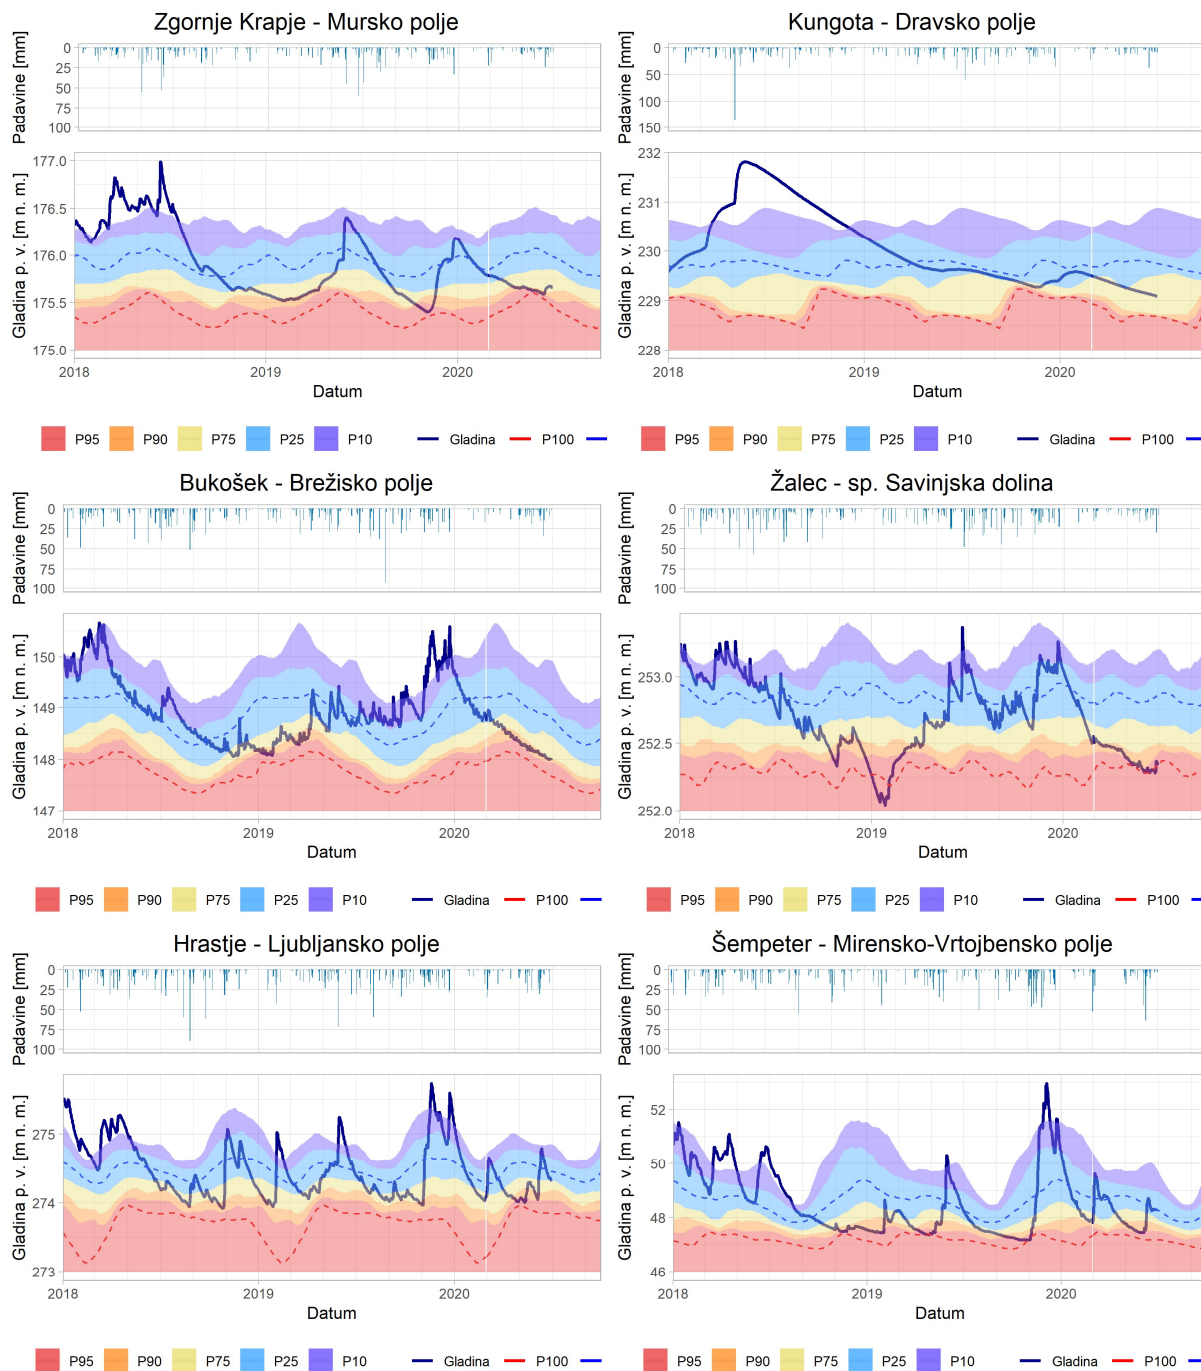 Zgornje Krapje - Mursko polje
Padavine [mm]
0
25
50
75
100
Gladina p. v. [m n. m.]
177.0
176.5
176.0
175.5
175.0
2018 2019 2020
Datum
P95 P90 P75 P25 P10 Gladina P100
Kungota - Dravsko polje
Padavine [mm]
0
50
100
150
Gladina p. v. [m n. m.]
232
231
230
229
228
2018 2019 2020
Datum
P95 P90 P75 P25 P10 Gladina P100
Bukošek - Brežisko polje
Padavine [mm]
0
25
50
75
100
Gladina p. v. [m n. m.]
150
149
148
147
2018 2019 2020
Datum
P95 P90 P75 P25 P10 Gladina P100
Žalec - sp. Savinjska dolina
Padavine [mm]
0
25
50
75
100
Gladina p. v. [m n. m.]
253.0
252.5
252.0
2018 2019 2020
Datum
P95 P90 P75 P25 P10 Gladina P100
Hrastje - Ljubljansko polje
Padavine [mm]
0
25
50
75
100
Gladina p. v. [m n. m.]
275
274
273
2018 2019 2020
Datum
P95 P90 P75 P25 P10 Gladina P100
Šempeter - Mirensko-Vrtojbensko polje
Padavine [mm]
0
25
50
75
100
Gladina p. v. [m n. m.]
52
50
48
46
2018 2019 2020
Datum
P95 P90 P75 P25 P10 Gladina P100